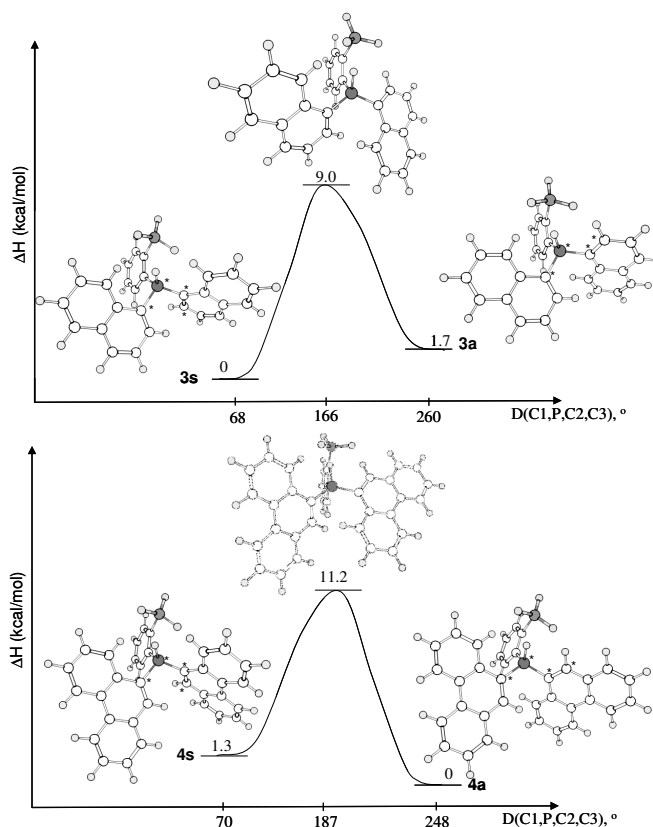 ΔH (kcal/mol)
9.0
3s
0
1.7
3a
68
166
260
D(C1,P,C2,C3), º
ΔH (kcal/mol)
11.2
4s
1.3
0
4a
70
187
248
D(C1,P,C2,C3), º